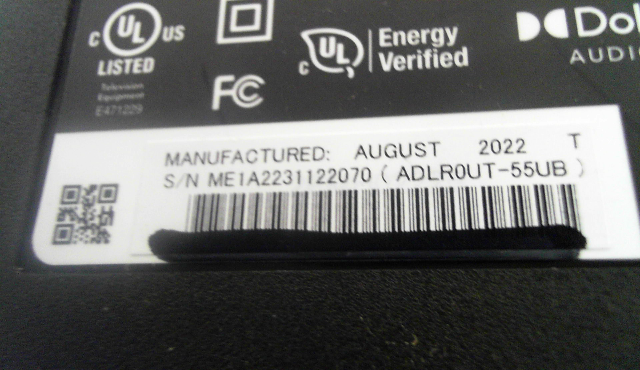 c UL US
LISTED
Television
Equipment
E471229
FC
c UL
Energy
Verified
AUDIO
MANUFACTURED: AUGUST 2022 T
S/N ME1A2231122070 ( ADLR0UT-55UB )